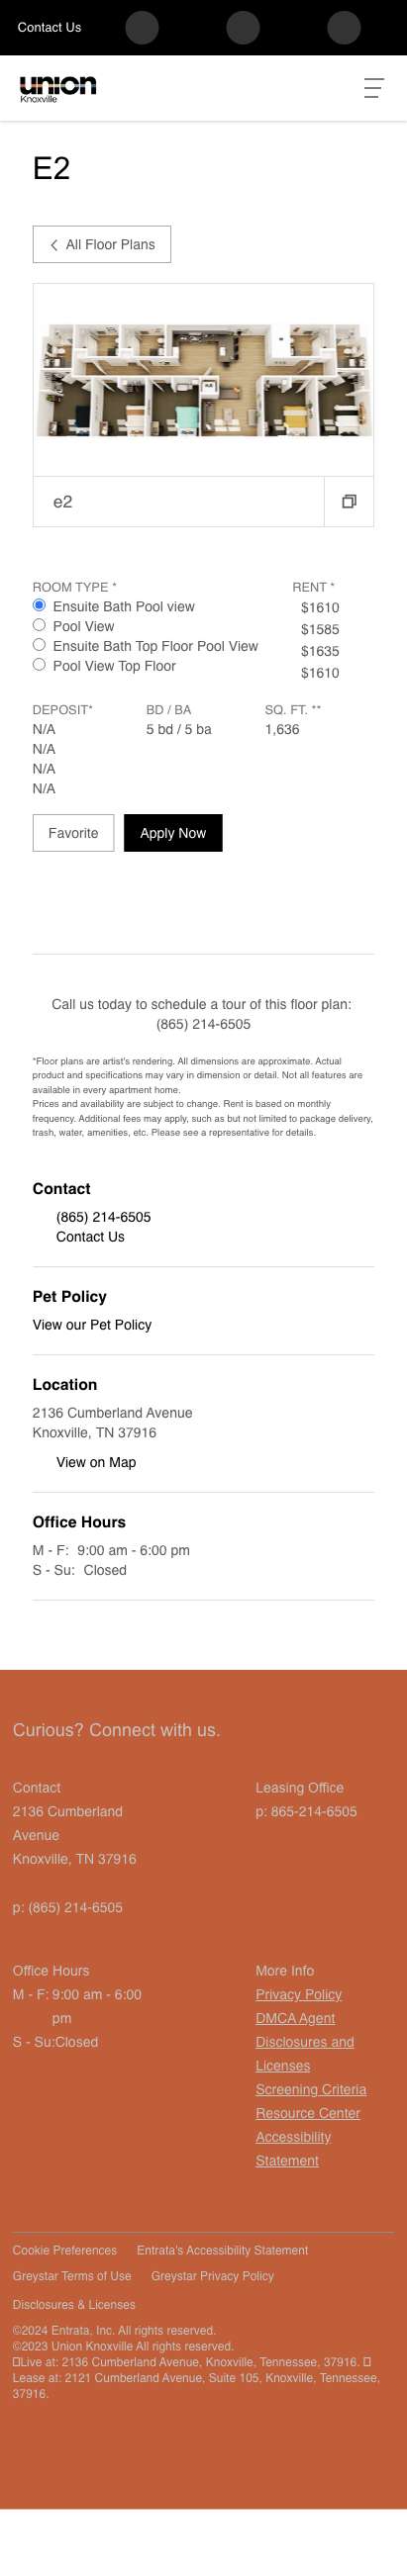 Contact Us
union
Knoxville
E2
All Floor Plans
e2
ROOM TYPE * RENT *
Ensuite Bath Pool view $1610
Pool View $1585
Ensuite Bath Top Floor Pool View $1635
Pool View Top Floor $1610
DEPOSIT* BD / BA SQ. FT. **
N/A 5 bd / 5 ba 1,636
N/A
N/A
N/A
Favorite Apply Now
Call us today to schedule a tour of this floor plan:
(865) 214-6505
*Floor plans are artist's rendering. All dimensions are approximate. Actual
product and specifications may vary in dimension or detail. Not all features are
available in every apartment home.
Prices and availability are subject to change. Rent is based on monthly
frequency. Additional fees may apply, such as but not limited to package delivery,
trash, water, amenities, etc. Please see a representative for details.
Contact
(865) 214-6505
Contact Us
Pet Policy
View our Pet Policy
Location
2136 Cumberland Avenue
Knoxville, TN 37916
View on Map
Office Hours
M - F: 9:00 am - 6:00 pm
S - Su: Closed
Curious? Connect with us.
Contact
2136 Cumberland
Avenue
Knoxville, TN 37916
p: (865) 214-6505
Leasing Office
p: 865-214-6505
Office Hours
M - F: 9:00 am - 6:00
pm
S - Su:Closed
More Info
Privacy Policy
DMCA Agent
Disclosures and
Licenses
Screening Criteria
Resource Center
Accessibility
Statement
Cookie Preferences Entrata's Accessibility Statement
Greystar Terms of Use Greystar Privacy Policy
Disclosures & Licenses
©2024 Entrata, Inc. All rights reserved.
©2023 Union Knoxville All rights reserved.
Live at: 2136 Cumberland Avenue, Knoxville, Tennessee, 37916.
Lease at: 2121 Cumberland Avenue, Suite 105, Knoxville, Tennessee,
37916.